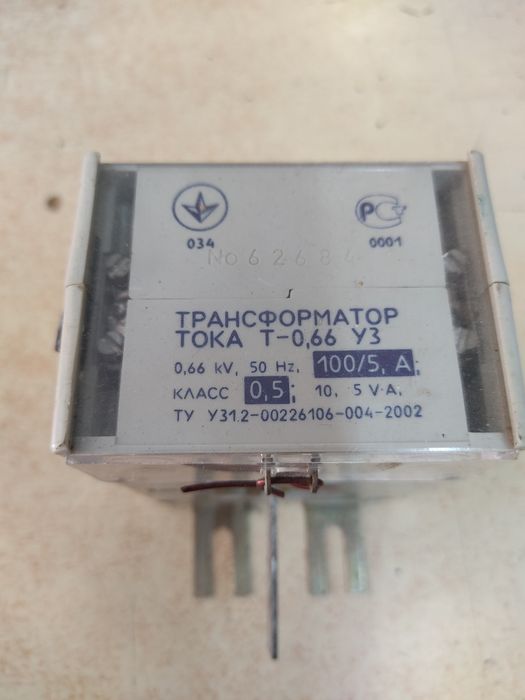 РС
034
0001
No 62684
ТРАНСФОРМАТОР
ТОКА Т-0,66 У3
0,66 kV, 50 Hz, 100/5, А;
КЛАСС 0,5; 10, 5 V·A,
ТУ У31.2-00226106-004-2002